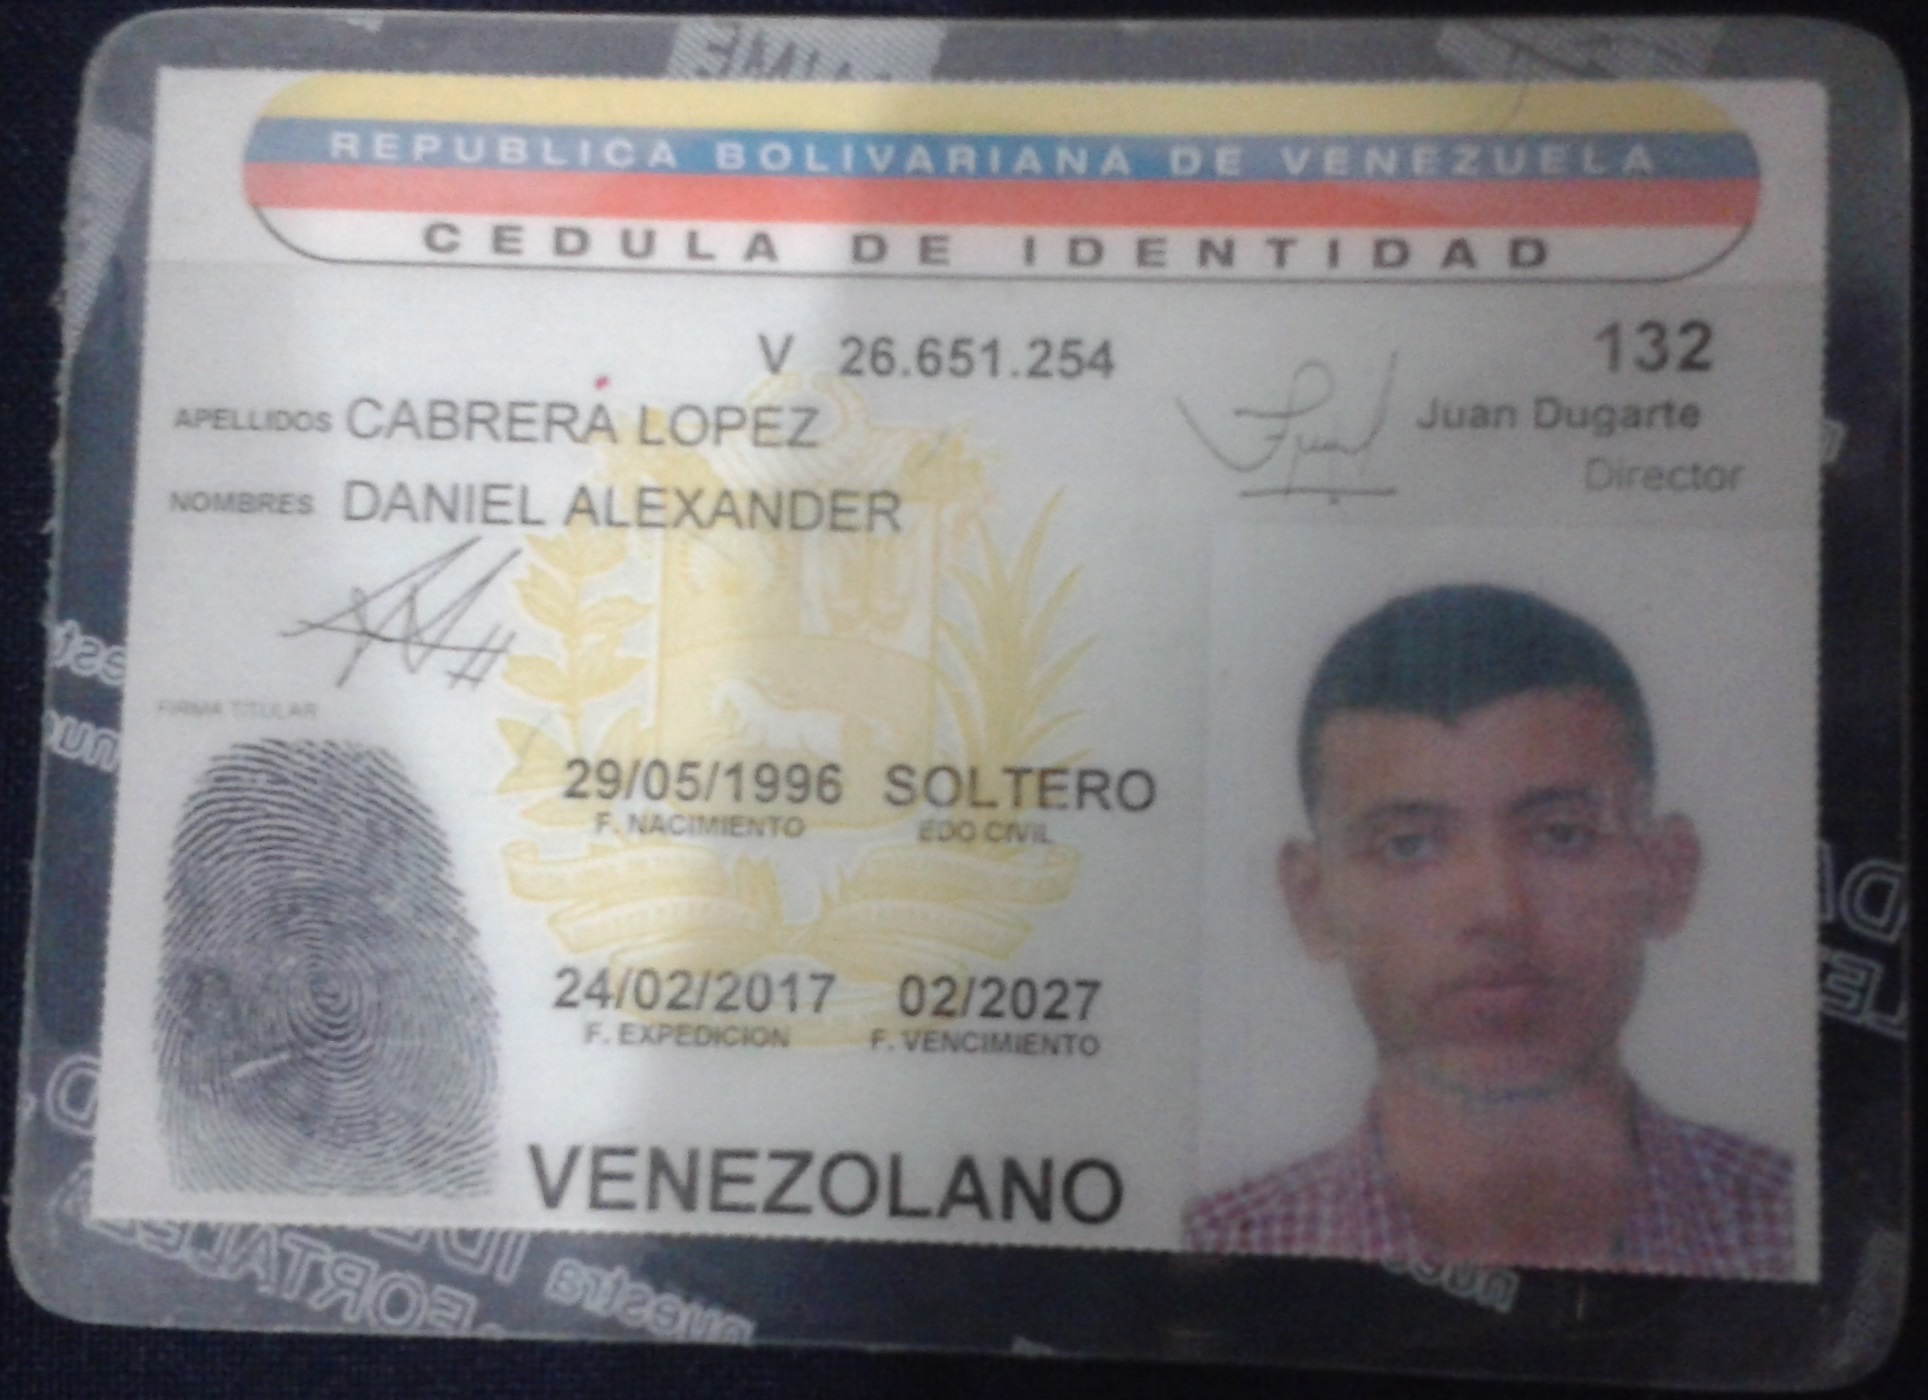 REPUBLICA BOLIVARIANA DE VENEZUELA
CEDULA DE IDENTIDAD
V 26.651.254
132
APELLIDOS CABRERA LOPEZ
Juan Dugarte
NOMBRES DANIEL ALEXANDER
Director
FIRMA TITULAR
29/05/1996 SOLTERO
F. NACIMIENTO EDO CIVIL
24/02/2017 02/2027
F. EXPEDICION F. VENCIMIENTO
VENEZOLANO